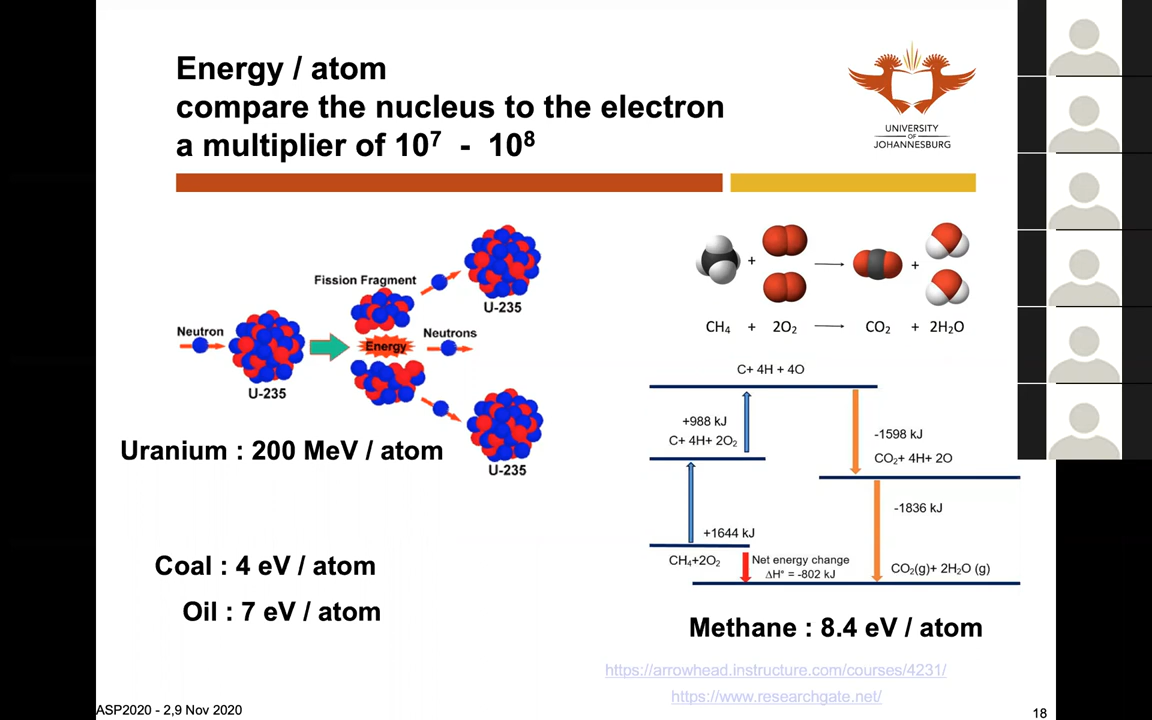 Energy / atom
compare the nucleus to the electron
a multiplier of 10⁷ - 10⁸
UNIVERSITY
OF
JOHANNESBURG
Fission Fragment
U-235
Neutron
Energy
Neutrons
U-235
U-235
Uranium : 200 MeV / atom
Coal : 4 eV / atom
Oil : 7 eV / atom
+
+
CH₄ + 2O₂ CO₂ + 2H₂O
C+ 4H + 4O
+988 kJ
C+ 4H+ 2O₂
-1598 kJ
CO₂+ 4H+ 2O
-1836 kJ
+1644 kJ
CH₄+2O₂
Net energy change
ΔH° = -802 kJ
CO₂(g)+ 2H₂O (g)
Methane : 8.4 eV / atom
https://arrowhead.instructure.com/courses/4231/
https://www.researchgate.net/
ASP2020 - 2,9 Nov 2020
18